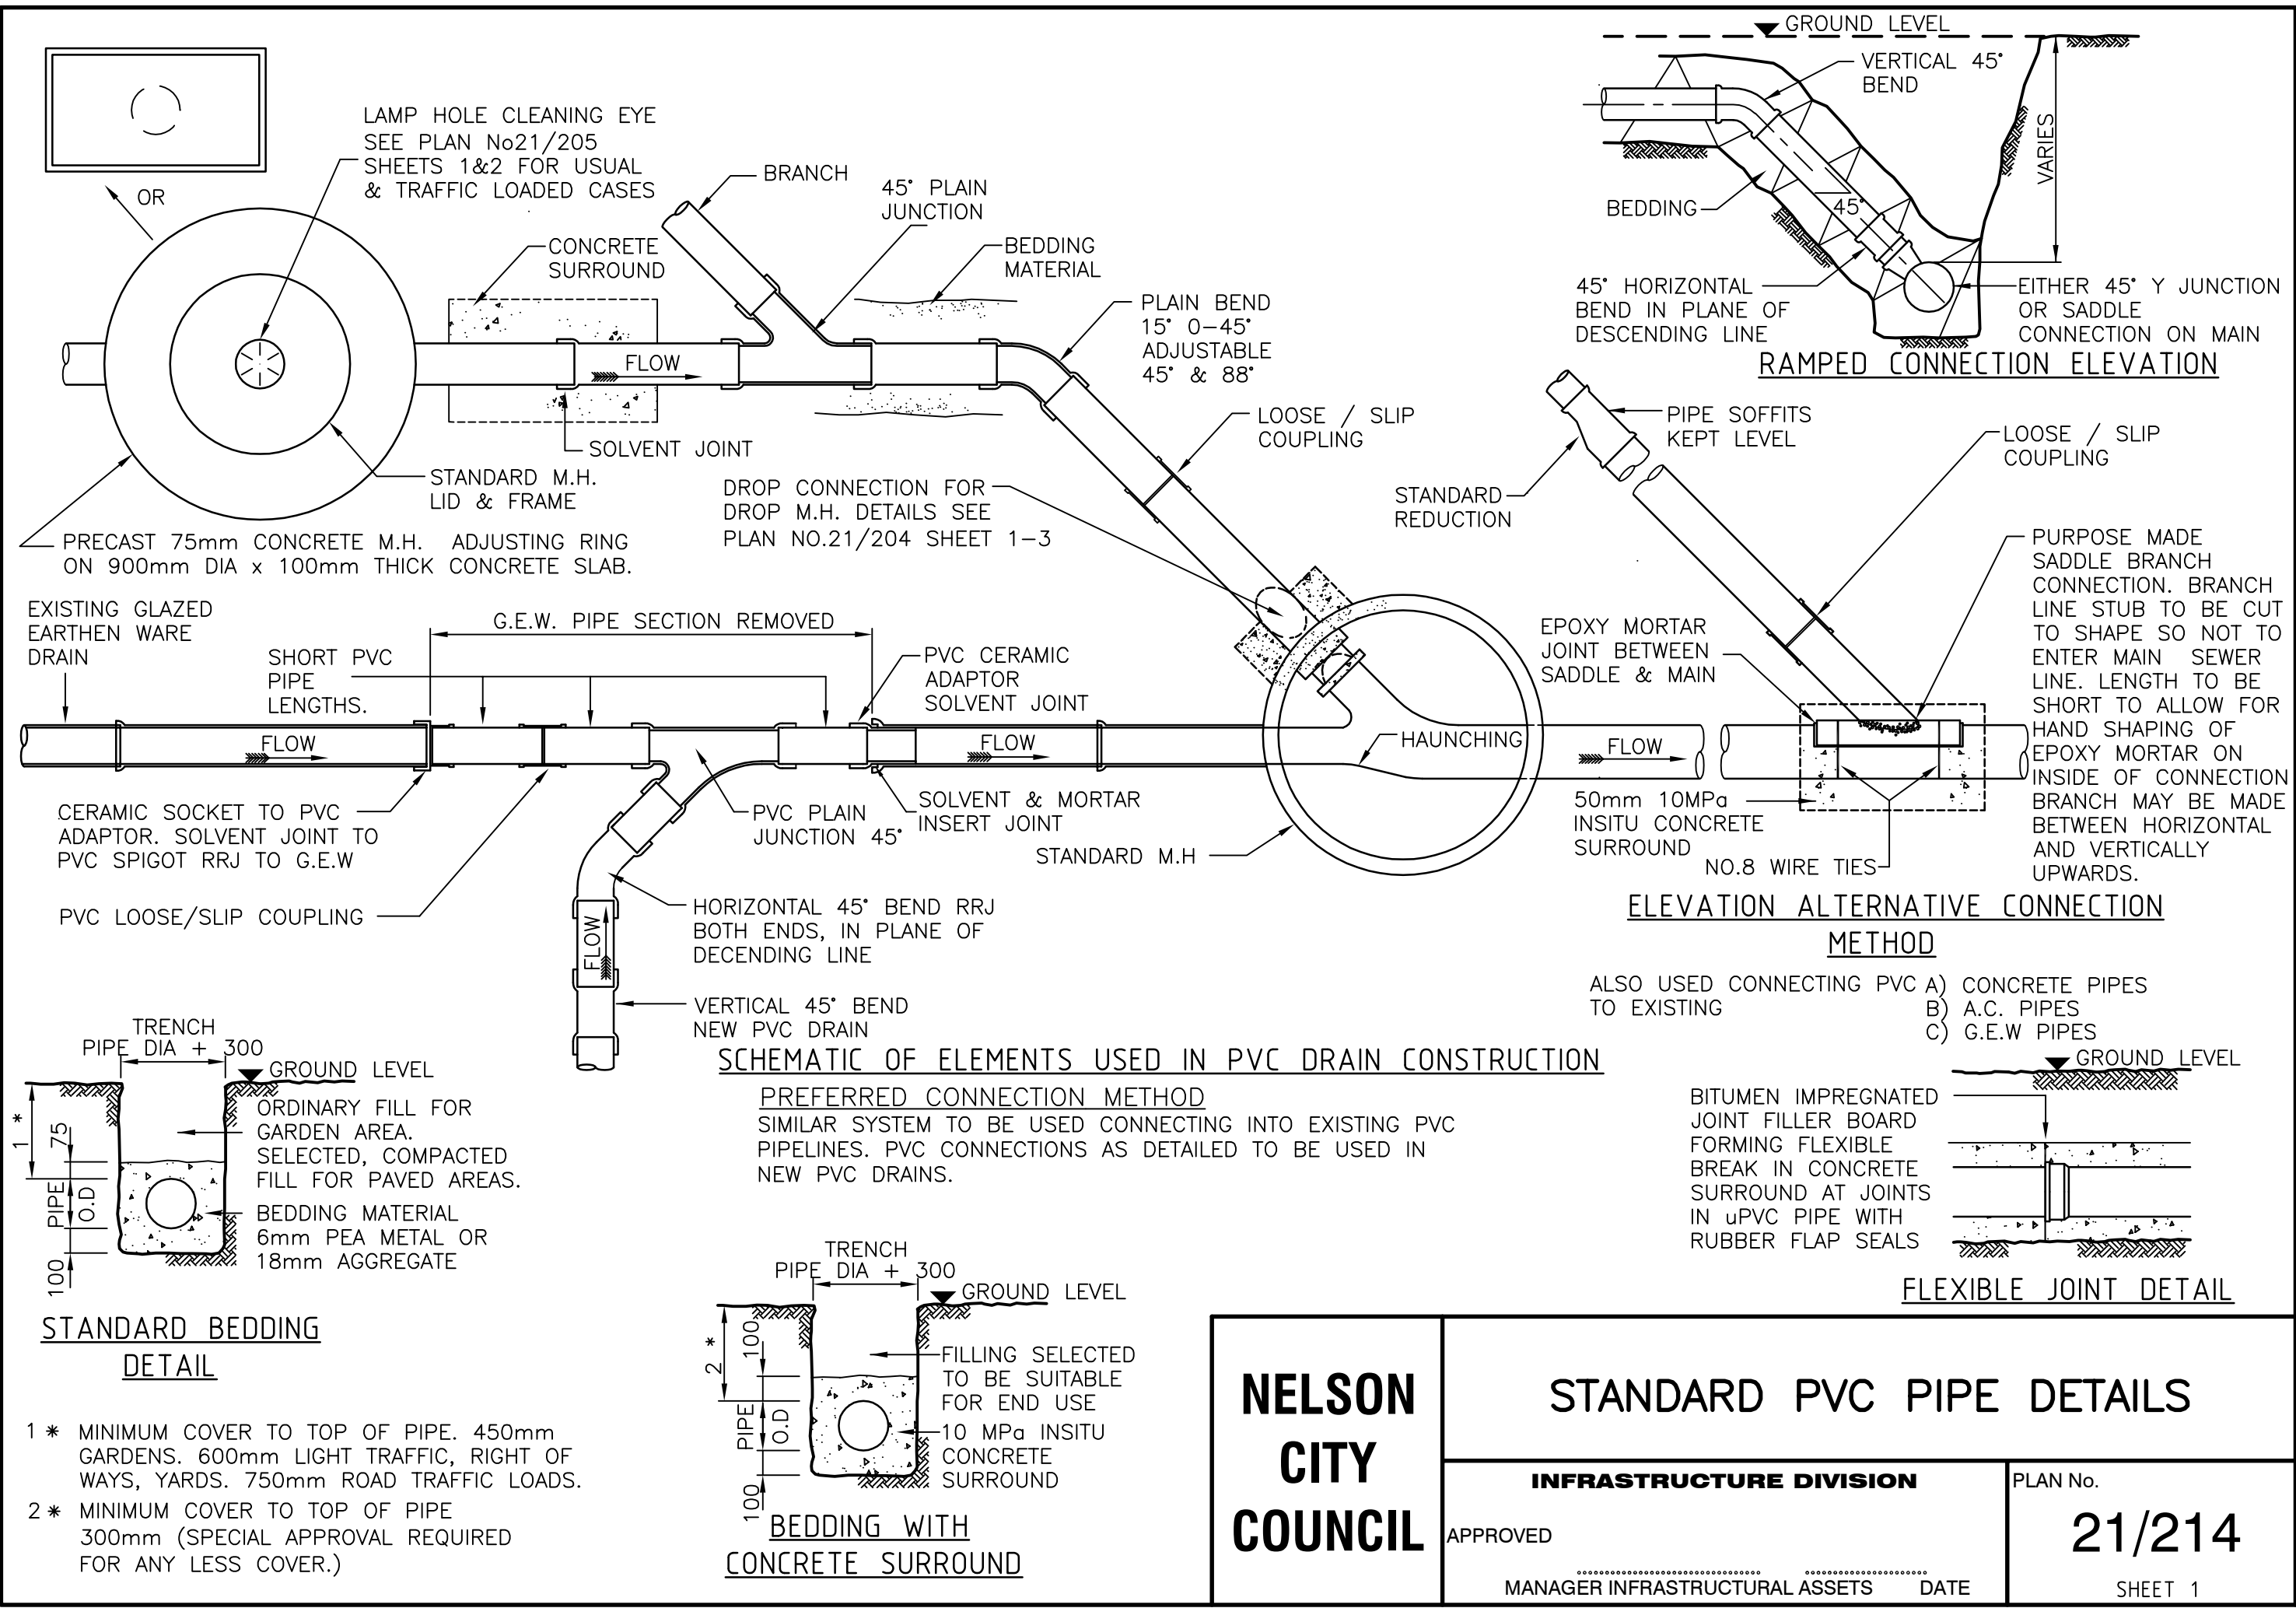 GROUND LEVEL
VERTICAL 45°
BEND
VARIES
BEDDING
45°
45° HORIZONTAL
BEND IN PLANE OF
DESCENDING LINE
EITHER 45° Y JUNCTION
OR SADDLE
CONNECTION ON MAIN
RAMPED CONNECTION ELEVATION
OR
LAMP HOLE CLEANING EYE
SEE PLAN No21/205
SHEETS 1&2 FOR USUAL
& TRAFFIC LOADED CASES
BRANCH
45° PLAIN
JUNCTION
CONCRETE
SURROUND
BEDDING
MATERIAL
PLAIN BEND
15° 0-45°
ADJUSTABLE
45° & 88°
FLOW
SOLVENT JOINT
LOOSE / SLIP
COUPLING
STANDARD M.H.
LID & FRAME
DROP CONNECTION FOR
DROP M.H. DETAILS SEE
PLAN NO.21/204 SHEET 1-3
PRECAST 75mm CONCRETE M.H. ADJUSTING RING
ON 900mm DIA x 100mm THICK CONCRETE SLAB.
PIPE SOFFITS
KEPT LEVEL
LOOSE / SLIP
COUPLING
STANDARD
REDUCTION
PURPOSE MADE
SADDLE BRANCH
CONNECTION. BRANCH
LINE STUB TO BE CUT
TO SHAPE SO NOT TO
ENTER MAIN SEWER
LINE. LENGTH TO BE
SHORT TO ALLOW FOR
HAND SHAPING OF
EPOXY MORTAR ON
INSIDE OF CONNECTION
BRANCH MAY BE MADE
BETWEEN HORIZONTAL
AND VERTICALLY
UPWARDS.
EPOXY MORTAR
JOINT BETWEEN
SADDLE & MAIN
EXISTING GLAZED
EARTHEN WARE
DRAIN
G.E.W. PIPE SECTION REMOVED
SHORT PVC
PIPE
LENGTHS.
PVC CERAMIC
ADAPTOR
SOLVENT JOINT
FLOW
FLOW
HAUNCHING
FLOW
CERAMIC SOCKET TO PVC
ADAPTOR. SOLVENT JOINT TO
PVC SPIGOT RRJ TO G.E.W
PVC PLAIN
JUNCTION 45°
SOLVENT & MORTAR
INSERT JOINT
STANDARD M.H
50mm 10MPa
INSITU CONCRETE
SURROUND
NO.8 WIRE TIES
PVC LOOSE/SLIP COUPLING
HORIZONTAL 45° BEND RRJ
BOTH ENDS, IN PLANE OF
DECENDING LINE
FLOW
VERTICAL 45° BEND
NEW PVC DRAIN
ELEVATION ALTERNATIVE CONNECTION
METHOD
ALSO USED CONNECTING PVC
TO EXISTING
A) CONCRETE PIPES
B) A.C. PIPES
C) G.E.W PIPES
SCHEMATIC OF ELEMENTS USED IN PVC DRAIN CONSTRUCTION
PREFERRED CONNECTION METHOD
SIMILAR SYSTEM TO BE USED CONNECTING INTO EXISTING PVC
PIPELINES. PVC CONNECTIONS AS DETAILED TO BE USED IN
NEW PVC DRAINS.
TRENCH
PIPE DIA + 300
GROUND LEVEL
1 *
75
PIPE
O.D
100
ORDINARY FILL FOR
GARDEN AREA.
SELECTED, COMPACTED
FILL FOR PAVED AREAS.
BEDDING MATERIAL
6mm PEA METAL OR
18mm AGGREGATE
STANDARD BEDDING
DETAIL
GROUND LEVEL
BITUMEN IMPREGNATED
JOINT FILLER BOARD
FORMING FLEXIBLE
BREAK IN CONCRETE
SURROUND AT JOINTS
IN uPVC PIPE WITH
RUBBER FLAP SEALS
FLEXIBLE JOINT DETAIL
TRENCH
PIPE DIA + 300
GROUND LEVEL
2 *
100
PIPE
O.D
100
FILLING SELECTED
TO BE SUITABLE
FOR END USE
10 MPa INSITU
CONCRETE
SURROUND
BEDDING WITH
CONCRETE SURROUND
1 * MINIMUM COVER TO TOP OF PIPE. 450mm
GARDENS. 600mm LIGHT TRAFFIC, RIGHT OF
WAYS, YARDS. 750mm ROAD TRAFFIC LOADS.
2 * MINIMUM COVER TO TOP OF PIPE
300mm (SPECIAL APPROVAL REQUIRED
FOR ANY LESS COVER.)
NELSON
CITY
COUNCIL
STANDARD PVC PIPE DETAILS
INFRASTRUCTURE DIVISION
APPROVED
MANAGER INFRASTRUCTURAL ASSETS DATE
PLAN No.
21/214
SHEET 1